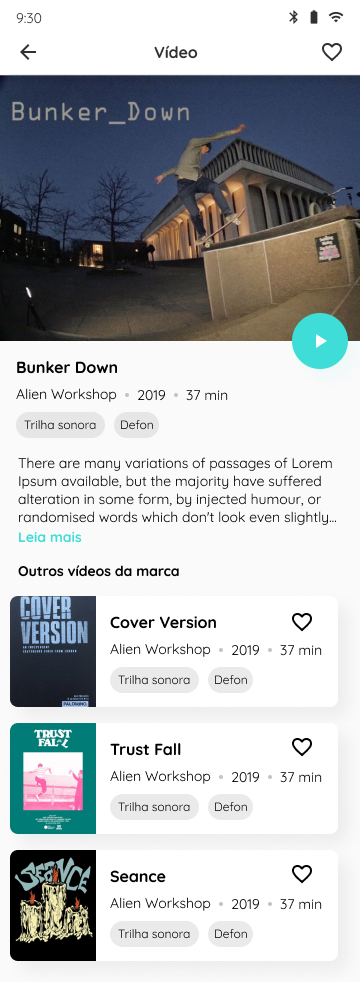 9:30
Vídeo
Bunker_Down
Bunker Down
Alien Workshop • 2019 • 37 min
Trilha sonora Defon
There are many variations of passages of Lorem
Ipsum available, but the majority have suffered
alteration in some form, by injected humour, or
randomised words which don't look even slightly...
Leia mais
Outros vídeos da marca
COVER
VERSION
Cover Version
Alien Workshop • 2019 • 37 min
Trilha sonora Defon
TRUST
FALL
Trust Fall
Alien Workshop • 2019 • 37 min
Trilha sonora Defon
SEANCE
Seance
Alien Workshop • 2019 • 37 min
Trilha sonora Defon